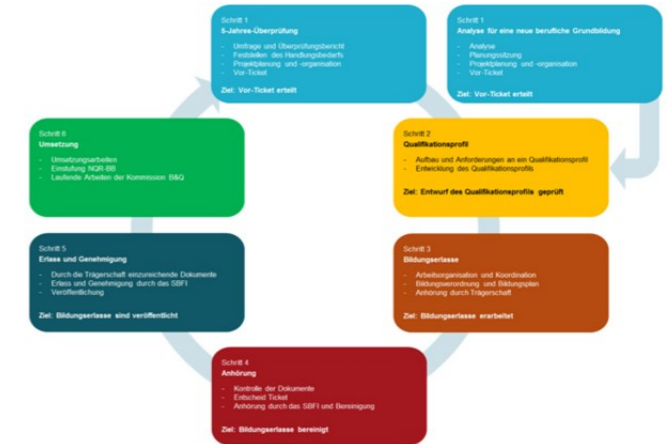 Schritt 1
5-Jahres-Überprüfung
- Umfrage und Überprüfungsbericht
- Feststellen des Handlungsbedarfs
- Projektplanung und -organisation
- Vor-Ticket
Ziel: Vor-Ticket erteilt
Schritt 1
Analyse für eine neue berufliche Grundbildung
- Analyse
- Planungssitzung
- Projektplanung und -organisation
- Vor-Ticket
Ziel: Vor-Ticket erteilt
Schritt 2
Qualifikationsprofil
- Aufbau und Anforderungen an ein Qualifikationsprofil
- Entwicklung des Qualifikationsprofils
Ziel: Entwurf des Qualifikationsprofils geprüft
Schritt 3
Bildungserlasse
- Arbeitsorganisation und Koordination
- Bildungsverordnung und Bildungsplan
- Anhörung durch Trägerschaft
Ziel: Bildungserlasse erarbeitet
Schritt 4
Anhörung
- Kontrolle der Dokumente
- Entscheid Ticket
- Anhörung durch das SBFI und Bereinigung
Ziel: Bildungserlasse bereinigt
Schritt 5
Erlass und Genehmigung
- Durch die Trägerschaft einzureichende Dokumente
- Erlass und Genehmigung durch das SBFI
- Veröffentlichung
Ziel: Bildungserlasse sind veröffentlicht
Schritt 6
Umsetzung
- Umsetzungsarbeiten
- Einstufung NQR-BB
- Laufende Arbeiten der Kommission B&Q